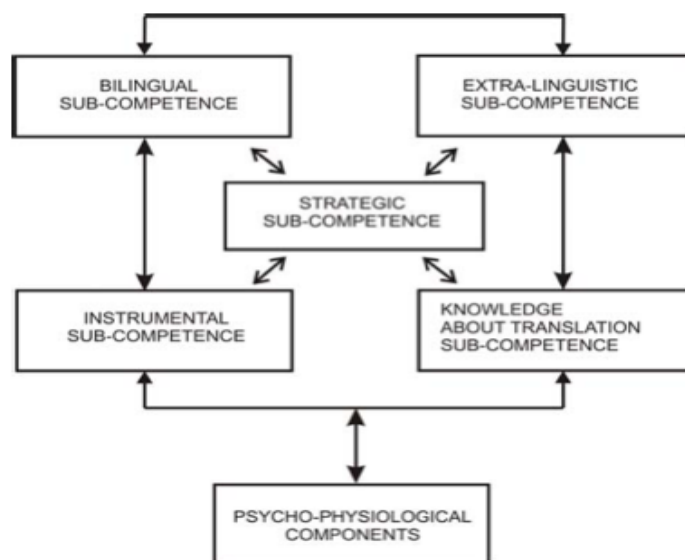 BILINGUAL
SUB-COMPETENCE
EXTRA-LINGUISTIC
SUB-COMPETENCE
STRATEGIC
SUB-COMPETENCE
INSTRUMENTAL
SUB-COMPETENCE
KNOWLEDGE
ABOUT TRANSLATION
SUB-COMPETENCE
PSYCHO-PHYSIOLOGICAL
COMPONENTS